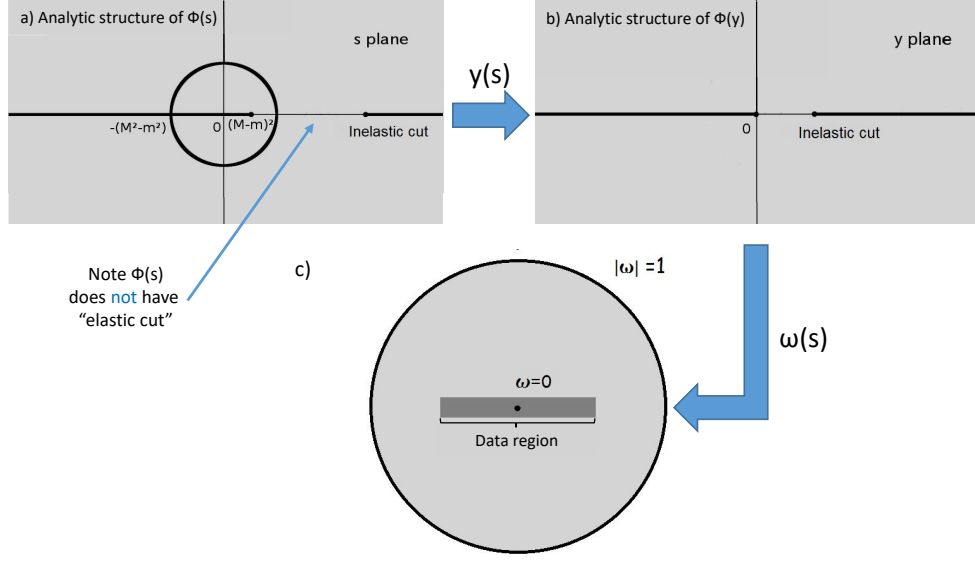 a) Analytic structure of Φ(s)
s plane
-(M²-m²)
0
(M-m)²
Inelastic cut
y(s)
b) Analytic structure of Φ(y)
y plane
0
Inelastic cut
Note Φ(s)
does not have
“elastic cut”
c)
|ω| =1
ω=0
Data region
ω(s)